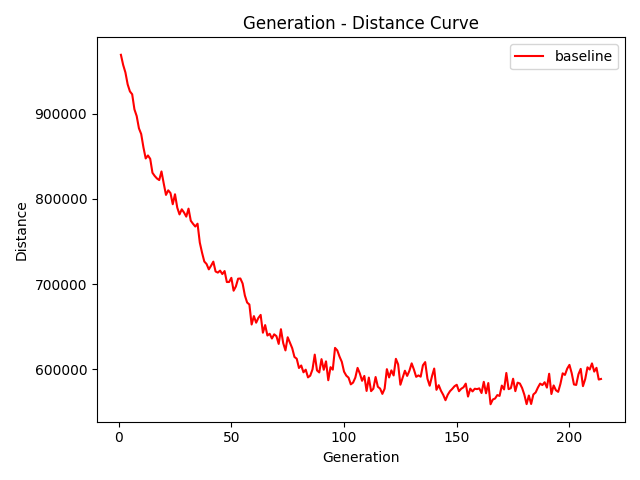 Generation - Distance Curve
baseline
900000
800000
700000
600000
Distance
0
50
100
150
200
Generation